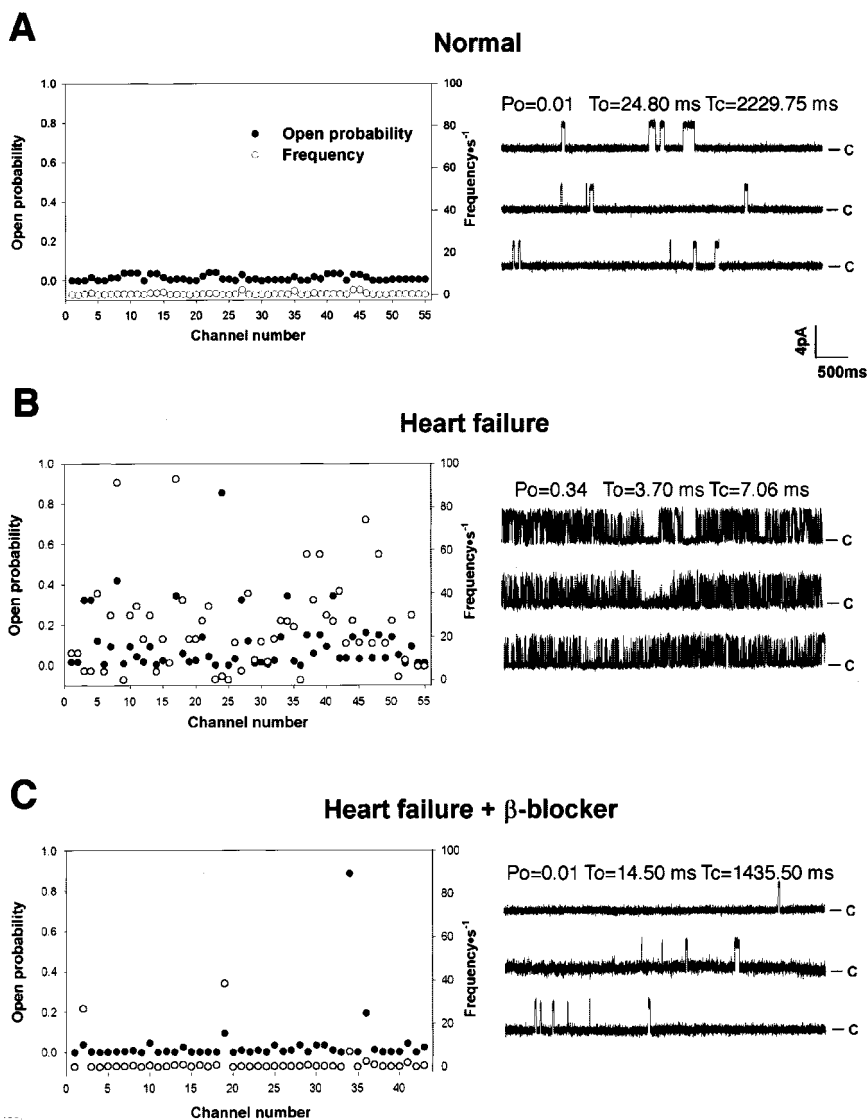 A
Normal
1.0
0.8
0.6
0.4
0.2
0.0
Open probability
100
80
60
40
20
0
Frequency•s-1
● Open probability
○ Frequency
0 5 10 15 20 25 30 35 40 45 50 55
Channel number
Po=0.01 To=24.80 ms Tc=2229.75 ms
C
C
C
4pA
500ms
B
Heart failure
1.0
0.8
0.6
0.4
0.2
0.0
Open probability
100
80
60
40
20
0
Frequency•s-1
0 5 10 15 20 25 30 35 40 45 50 55
Channel number
Po=0.34 To=3.70 ms Tc=7.06 ms
C
C
C
C
Heart failure + β-blocker
1.0
0.8
0.6
0.4
0.2
0.0
Open probability
100
80
60
40
20
0
Frequency•s-1
0 5 10 15 20 25 30 35 40
Channel number
Po=0.01 To=14.50 ms Tc=1435.50 ms
C
C
C